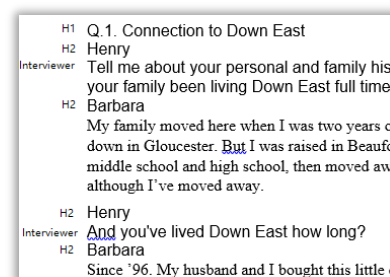 H1 Q.1. Connection to Down East
H2 Henry
Interviewer Tell me about your personal and family his
your family been living Down East full time
H2 Barbara
My family moved here when I was two years
down in Gloucester. But I was raised in Beaufo
middle school and high school, then moved aw
although I've moved away.
H2 Henry
Interviewer And you've lived Down East how long?
H2 Barbara
Since '96. My husband and I bought this little